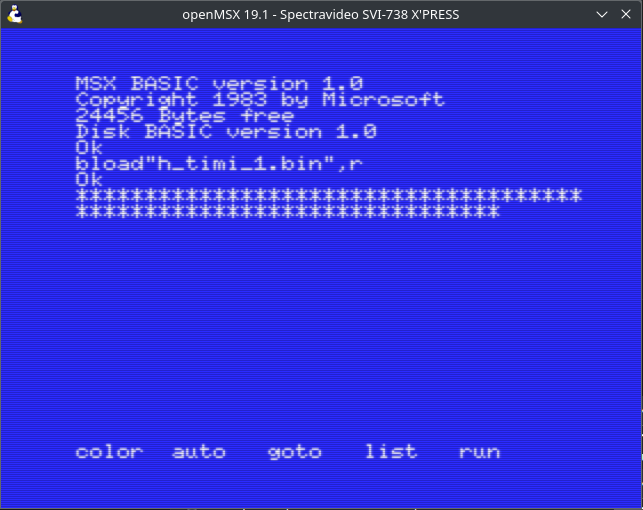 openMSX 19.1 - Spectravideo SVI-738 X'PRESS
MSX BASIC version 1.0
Copyright 1983 by Microsoft
24456 Bytes free
Disk BASIC version 1.0
Ok
bload"h_timi_1.bin",r
Ok
*************************************
*******************************
color auto goto list run